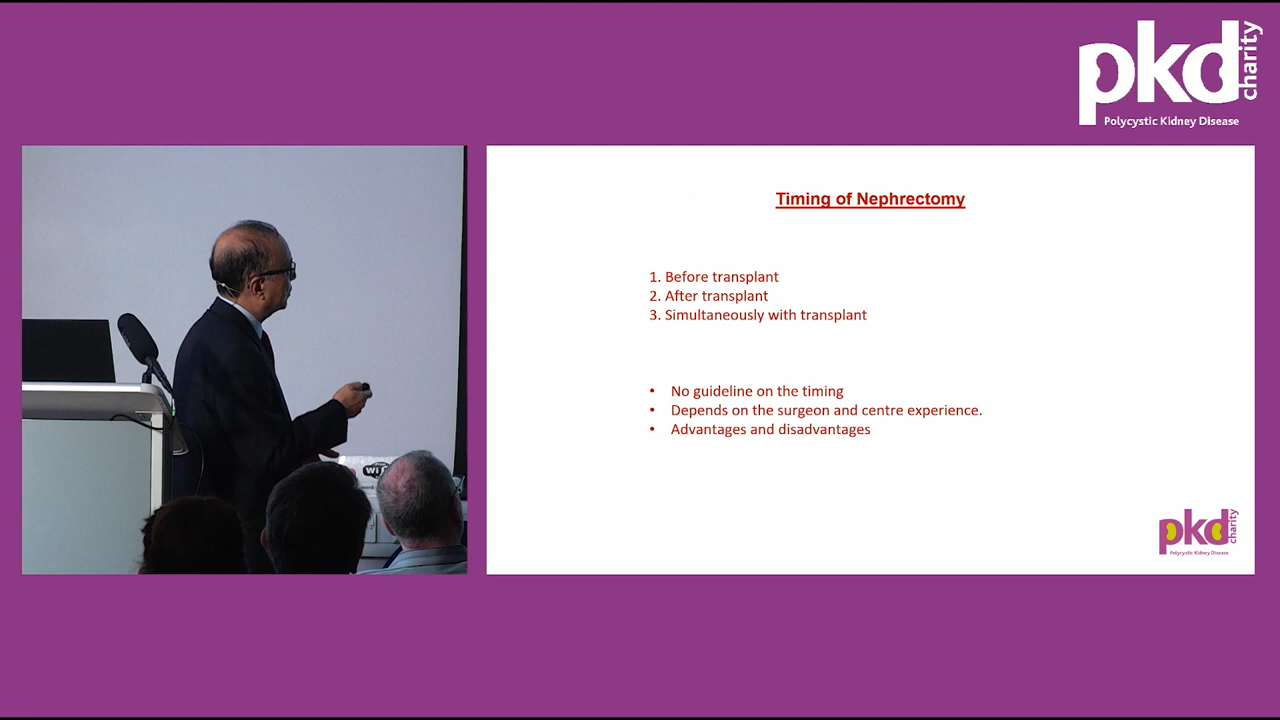 pkd
charity
Polycystic Kidney Disease
Timing of Nephrectomy
1. Before transplant
2. After transplant
3. Simultaneously with transplant
• No guideline on the timing
• Depends on the surgeon and centre experience.
• Advantages and disadvantages
pkd
charity
Polycystic Kidney Disease